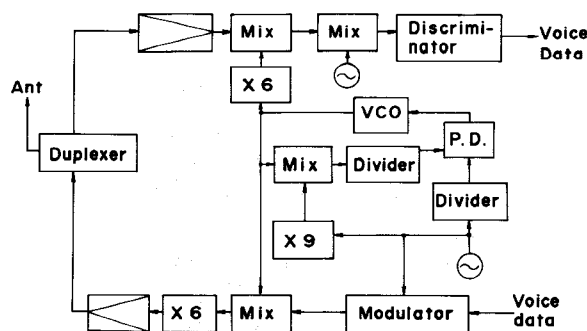 Mix
Mix
Discrimi-
nator
Voice
Data
Ant
X 6
VCO
P. D.
Duplexer
Mix
Divider
Divider
X 9
X 6
Mix
Modulator
Voice
data